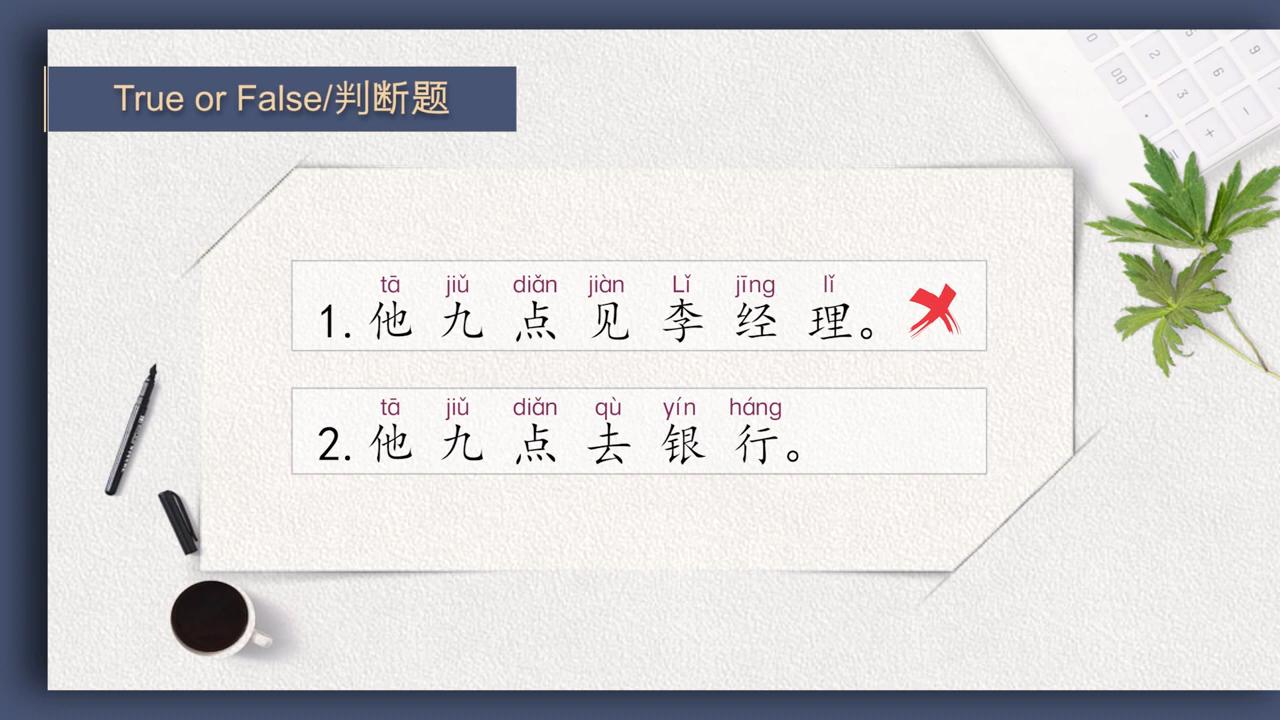 True or False/判断题
tā jiǔ diǎn jiàn Lǐ jīng lǐ
1. 他九点见李经理。
tā jiǔ diǎn qù yín háng
2. 他九点去银行。